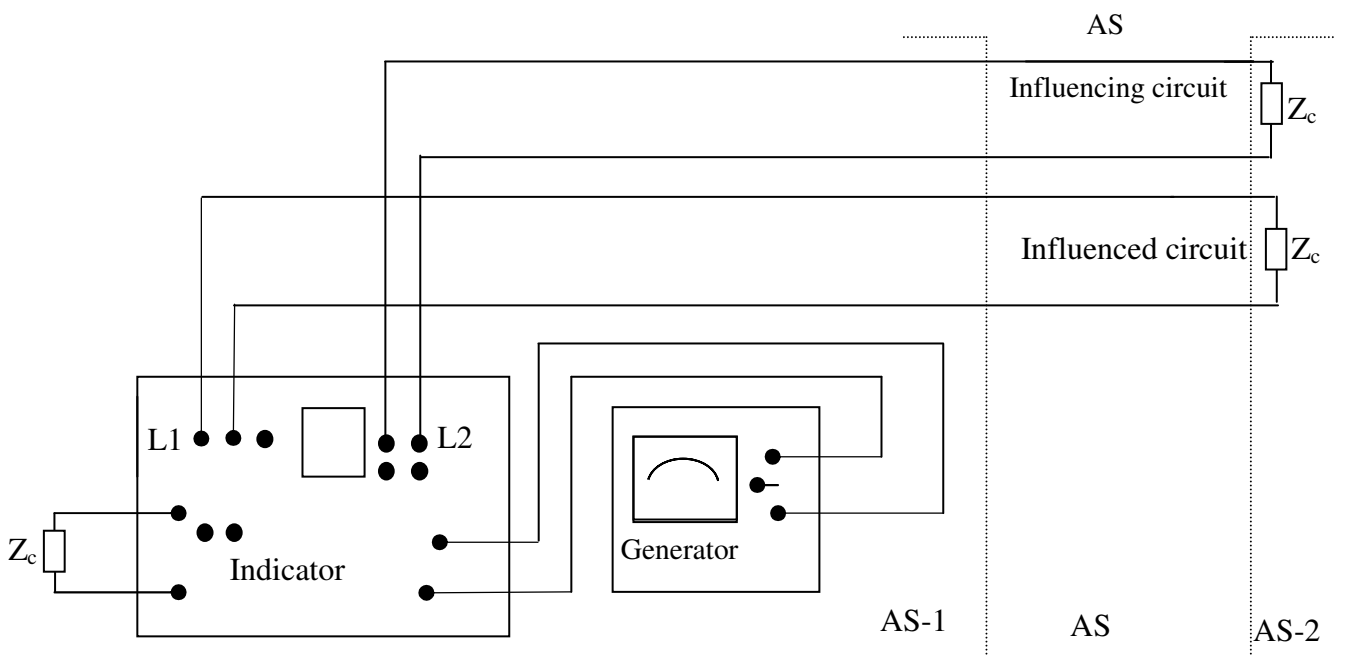 AS
Influencing circuit
Zc
Influenced circuit
Zc
L1
L2
Zc
Indicator
Generator
AS-1
AS
AS-2